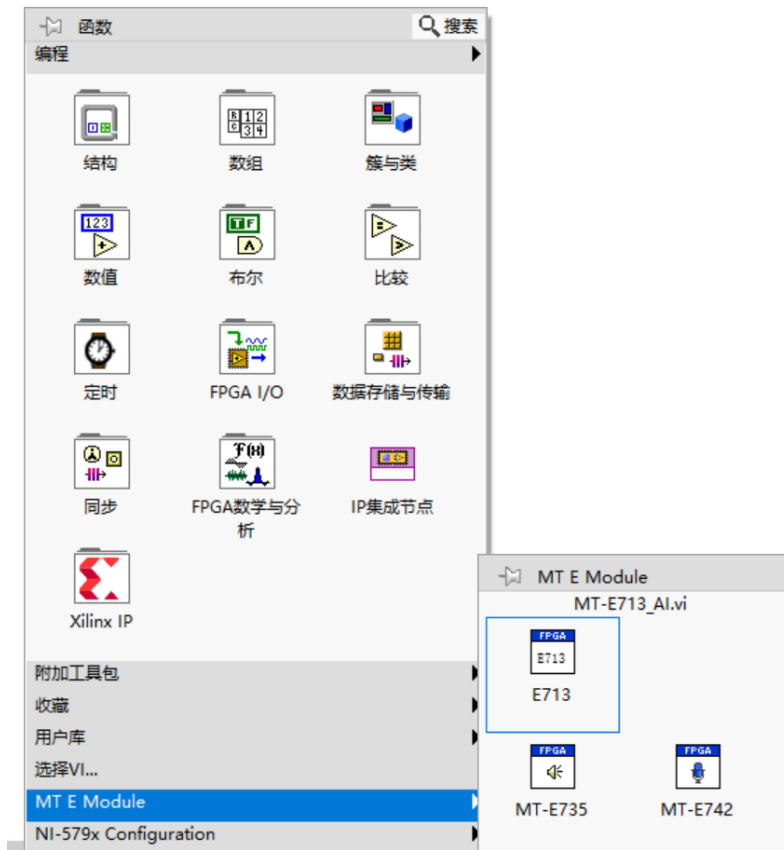 函数
搜索
编程
结构
数组
簇与类
数值
布尔
比较
定时
FPGA I/O
数据存储与传输
同步
FPGA数学与分
析
IP集成节点
Xilinx IP
附加工具包
收藏
用户库
选择VI...
MT E Module
NI-579x Configuration
MT E Module
MT-E713_AI.vi
FPGA
E713
E713
FPGA
MT-E735
FPGA
MT-E742